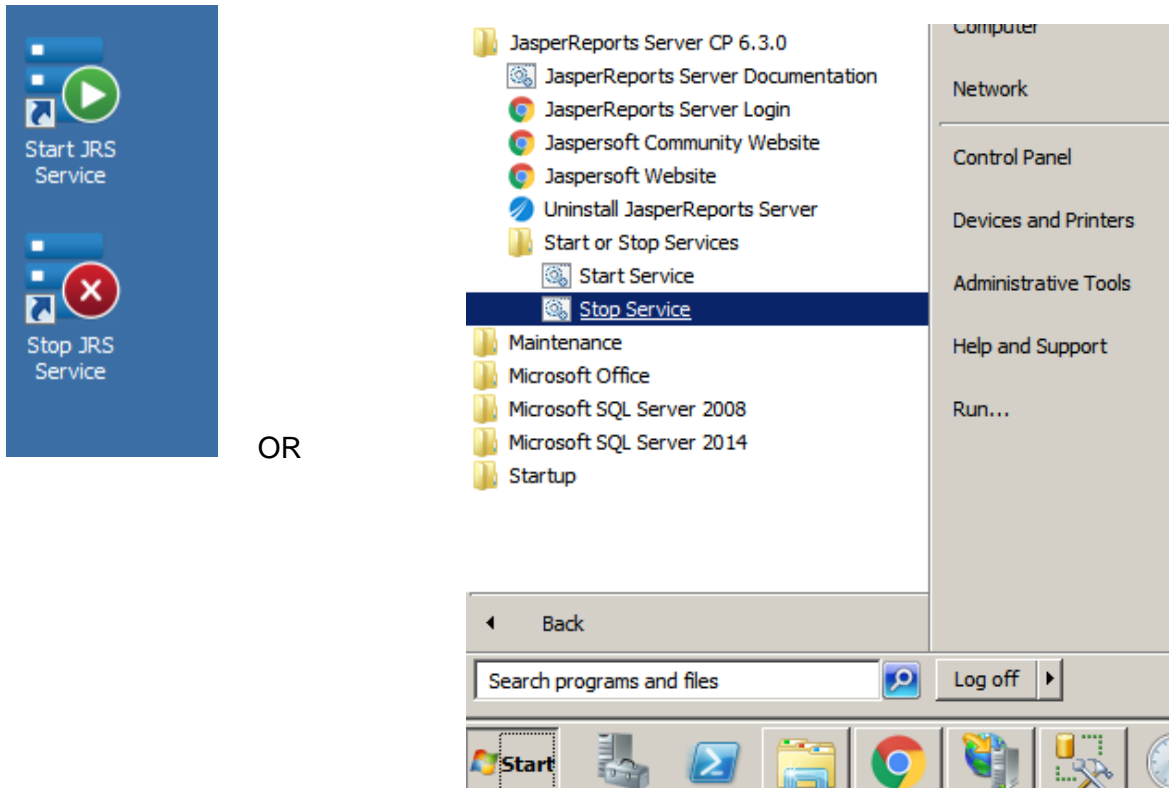 Start JRS
Service
Stop JRS
Service
OR
JasperReports Server CP 6.3.0
JasperReports Server Documentation
JasperReports Server Login
Jaspersoft Community Website
Jaspersoft Website
Uninstall JasperReports Server
Start or Stop Services
Start Service
Stop Service
Maintenance
Microsoft Office
Microsoft SQL Server 2008
Microsoft SQL Server 2014
Startup
Back
Search programs and files
Computer
Network
Control Panel
Devices and Printers
Administrative Tools
Help and Support
Run...
Log off
Start